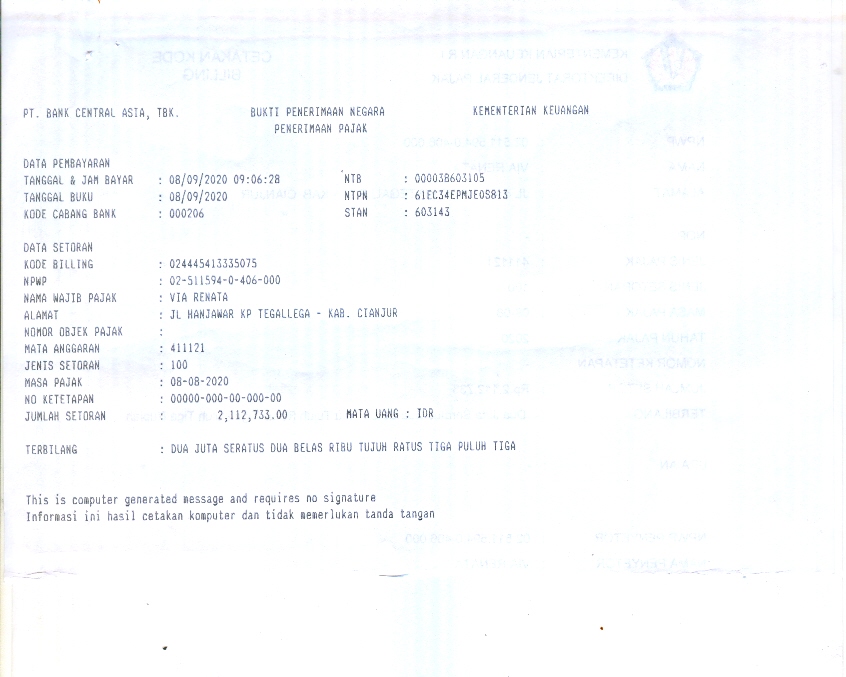 PT. BANK CENTRAL ASIA, TBK. BUKTI PENERIMAAN NEGARA KEMENTERIAN KEUANGAN
PENERIMAAN PAJAK
DATA PEMBAYARAN
TANGGAL & JAM BAYAR : 08/09/2020 09:06:28 NTB : 000038603105
TANGGAL BUKU : 08/09/2020 NTPN : 61EC34EPMJEOS813
KODE CABANG BANK : 000206 STAN : 603143
DATA SETORAN
KODE BILLING : 024445413335075
NPWP : 02-511594-0-406-000
NAMA WAJIB PAJAK : VIA RENATA
ALAMAT : JL HANJAWAR KP TEGALLEGA - KAB. CIANJUR
NOMOR OBJEK PAJAK :
MATA ANGGARAN : 411121
JENIS SETORAN : 100
MASA PAJAK : 08-08-2020
NO KETETAPAN : 00000-000-00-000-00
JUMLAH SETORAN : 2,112,733.00 MATA UANG : IDR
TERBILANG : DUA JUTA SERATUS DUA BELAS RIBU TUJUH RATUS TIGA PULUH TIGA
This is computer generated message and requires no signature
Informasi ini hasil cetakan komputer dan tidak memerlukan tanda tangan